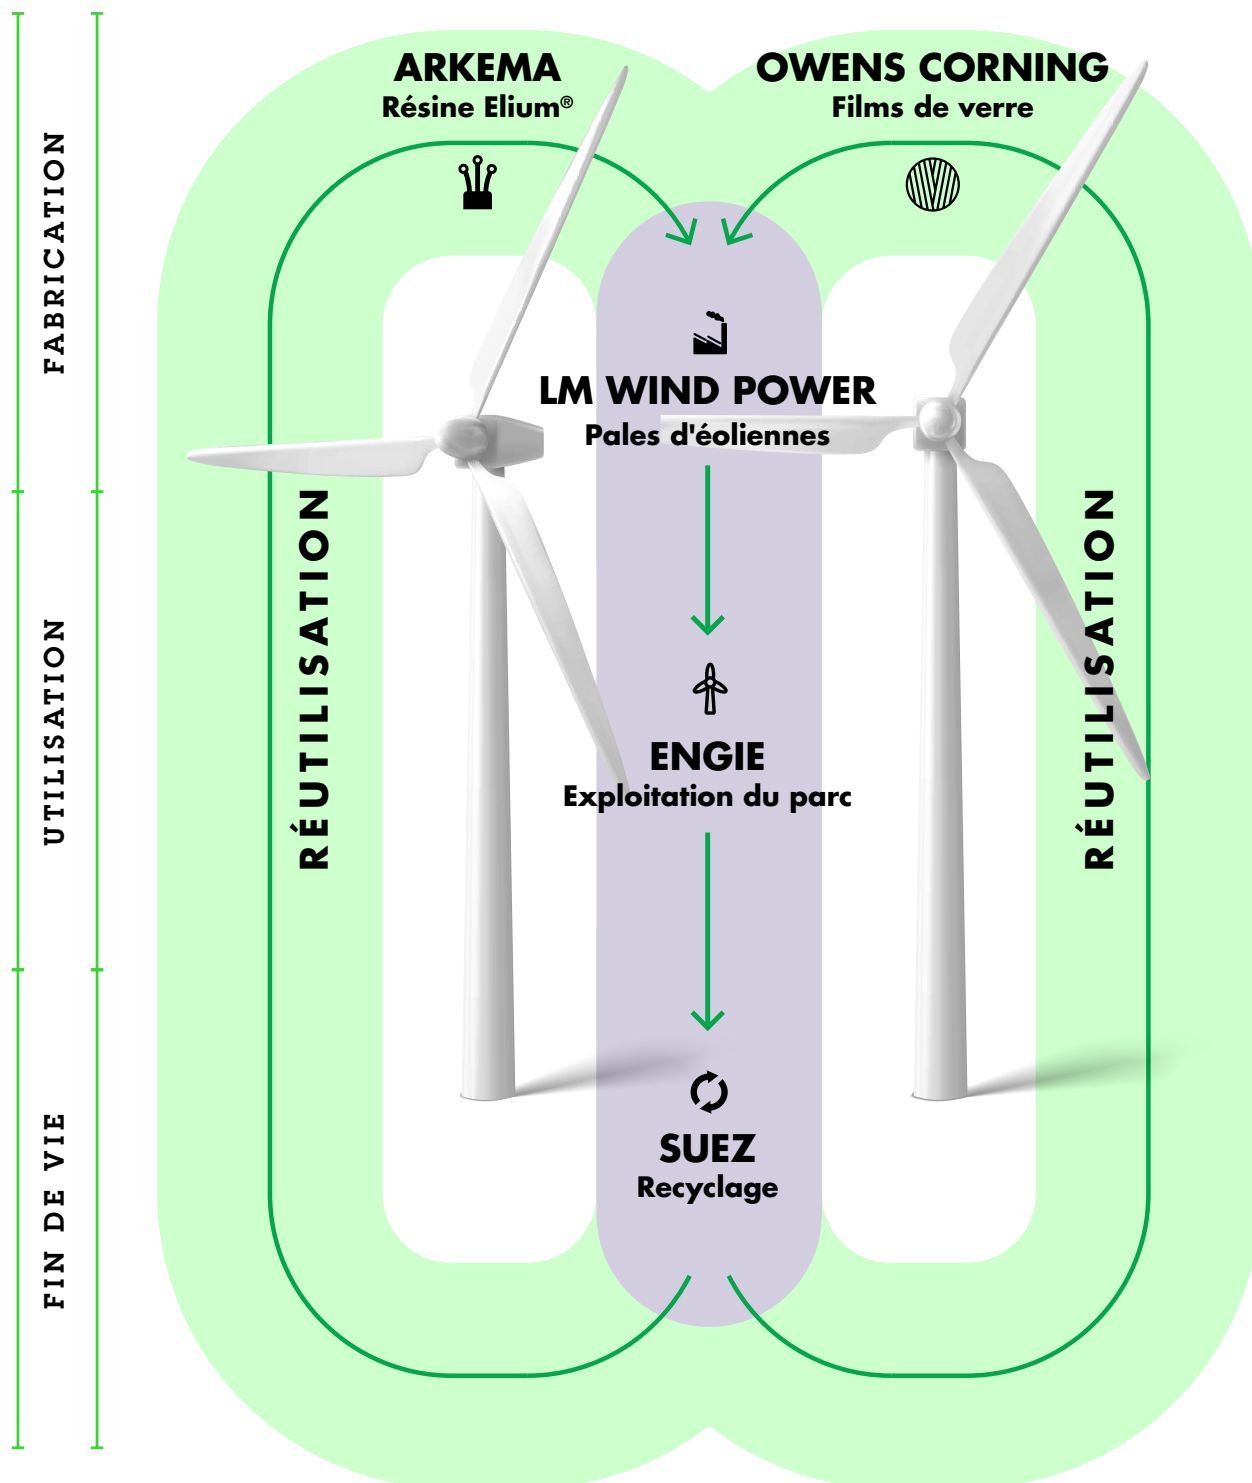 ARKEMA
Résine Elium®
OWENS CORNING
Films de verre
FABRICATION
LM WIND POWER
Pales d'éoliennes
UTILISATION
RÉUTILISATION
RÉUTILISATION
ENGIE
Exploitation du parc
FIN DE VIE
SUEZ
Recyclage